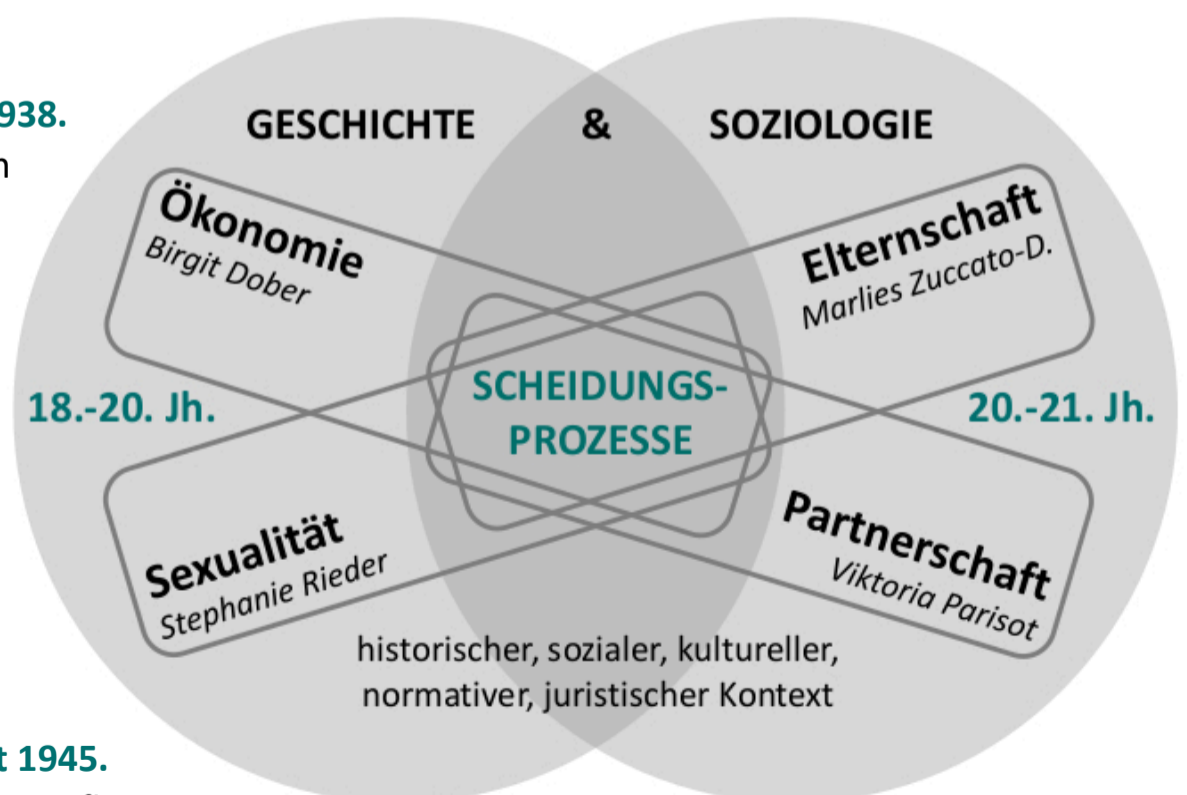 938.
n
GESCHICHTE & SOZIOLOGIE
Ökonomie
Birgit Dober
Elternschaft
Marlies Zuccato-D.
SCHEIDUNGS-
PROZESSE
18.-20. Jh.
20.-21. Jh.
Sexualität
Stephanie Rieder
Partnerschaft
Viktoria Parisot
historischer, sozialer, kultureller,
normativer, juristischer Kontext
t 1945.